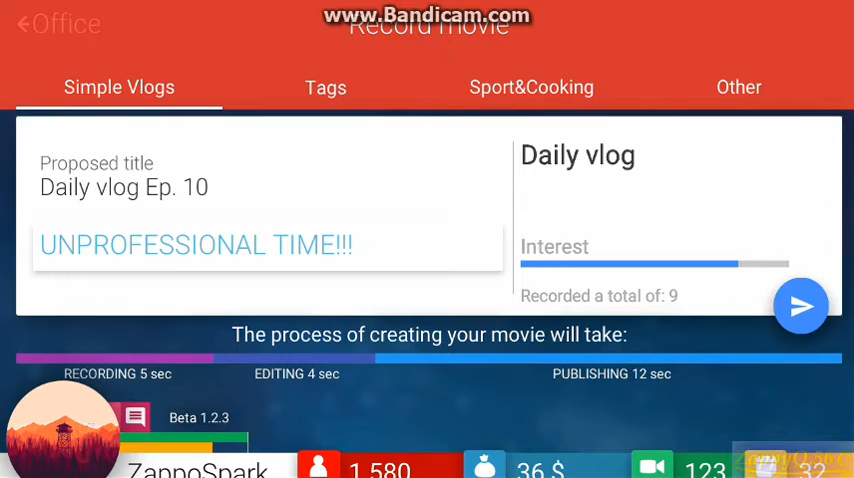 www.Bandicam.com
Office
Record movie
Simple Vlogs
Tags
Sport&Cooking
Other
Proposed title
Daily vlog Ep. 10
UNPROFESSIONAL TIME!!!
Daily vlog
Interest
Recorded a total of: 9
The process of creating your movie will take:
RECORDING 5 sec
EDITING 4 sec
PUBLISHING 12 sec
Beta 1.2.3
ZappoSpark
1 580
36 $
123
32